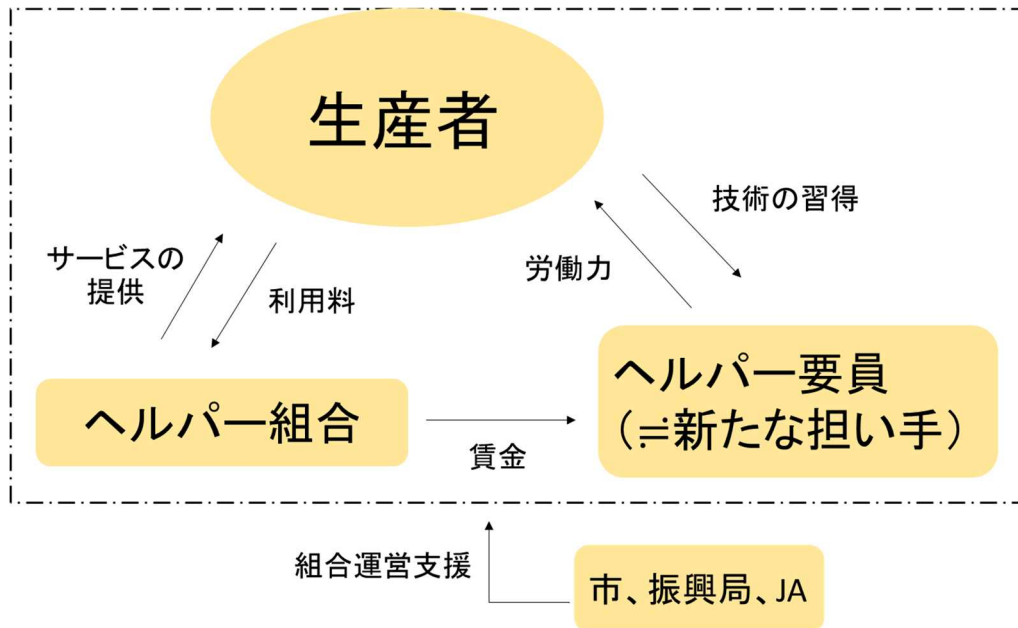 生産者
技術の習得
サービスの
提供
利用料
労働力
ヘルパー組合
賃金
ヘルパー要員
(≓新たな担い手)
組合運営支援
市、振興局、JA